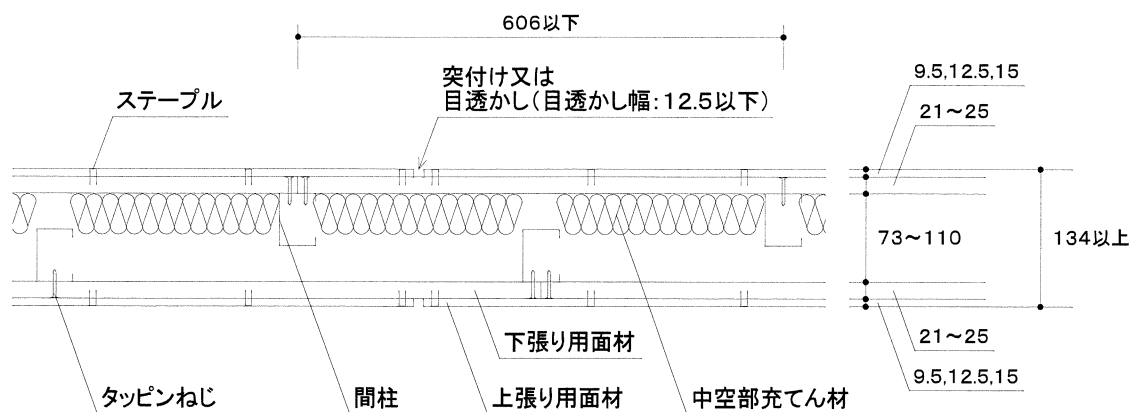 606以下
突付け又は
目透かし(目透かし幅:12.5以下)
ステープル
9.5,12.5,15
21～25
73～110
134以上
21～25
9.5,12.5,15
下張り用面材
タッピンねじ
間柱
上張り用面材
中空部充てん材